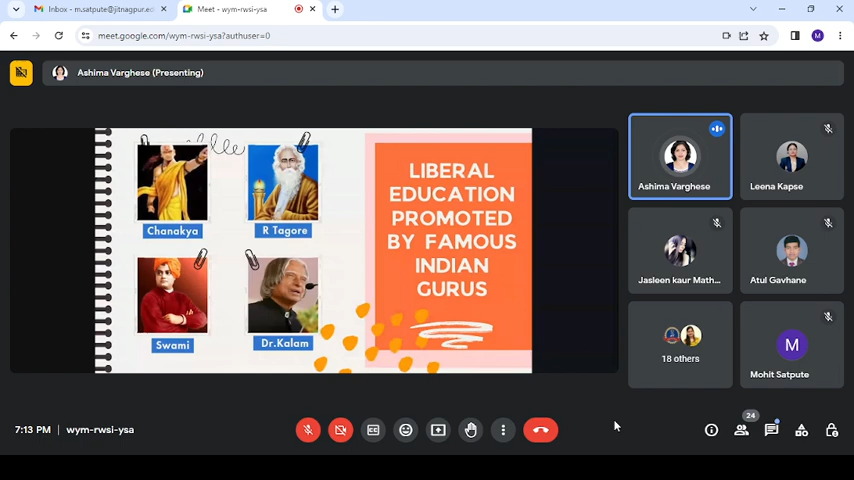 Inbox - m.satpute@jitnagpur.ed
Meet - wym-rwsi-ysa
meet.google.com/wym-rwsi-ysa?authuser=0
M
Ashima Varghese (Presenting)
Chanakya
R Tagore
Swami
Dr.Kalam
LIBERAL
EDUCATION
PROMOTED
BY FAMOUS
INDIAN
GURUS
Ashima Varghese
Leena Kapse
Jasleen kaur Math...
Atul Gavhane
18 others
M
Mohit Satpute
7:13 PM | wym-rwsi-ysa
24